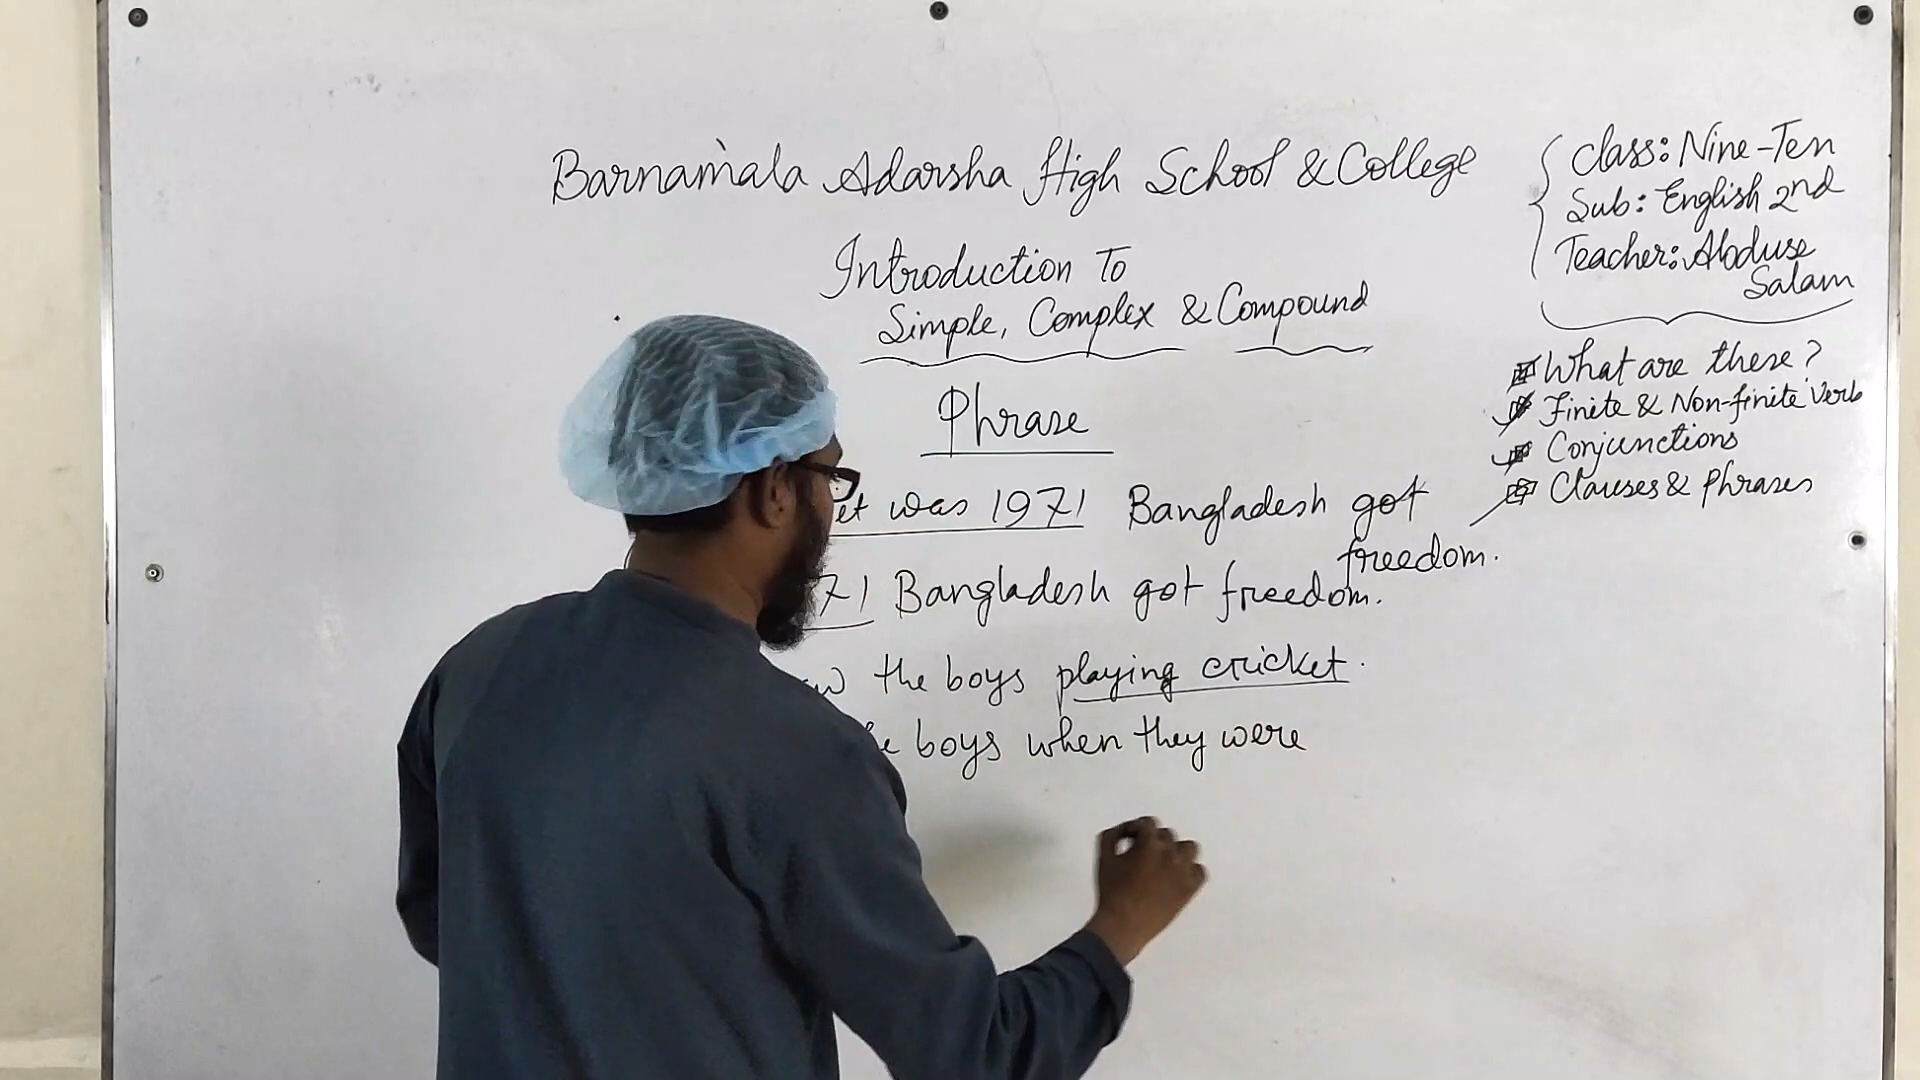 Barnamala Adarsha High School & College
Introduction To
Simple, Complex & Compound
Phrase
was 1971 Bangladesh got
freedom.
71 Bangladesh got freedom.
the boys playing cricket.
boys when they were
Class: Nine-Ten
Sub: English 2nd
Teacher: Abduse
Salam
What are these?
Finite & Non-finite Verb
Conjunctions
Clauses & Phrases